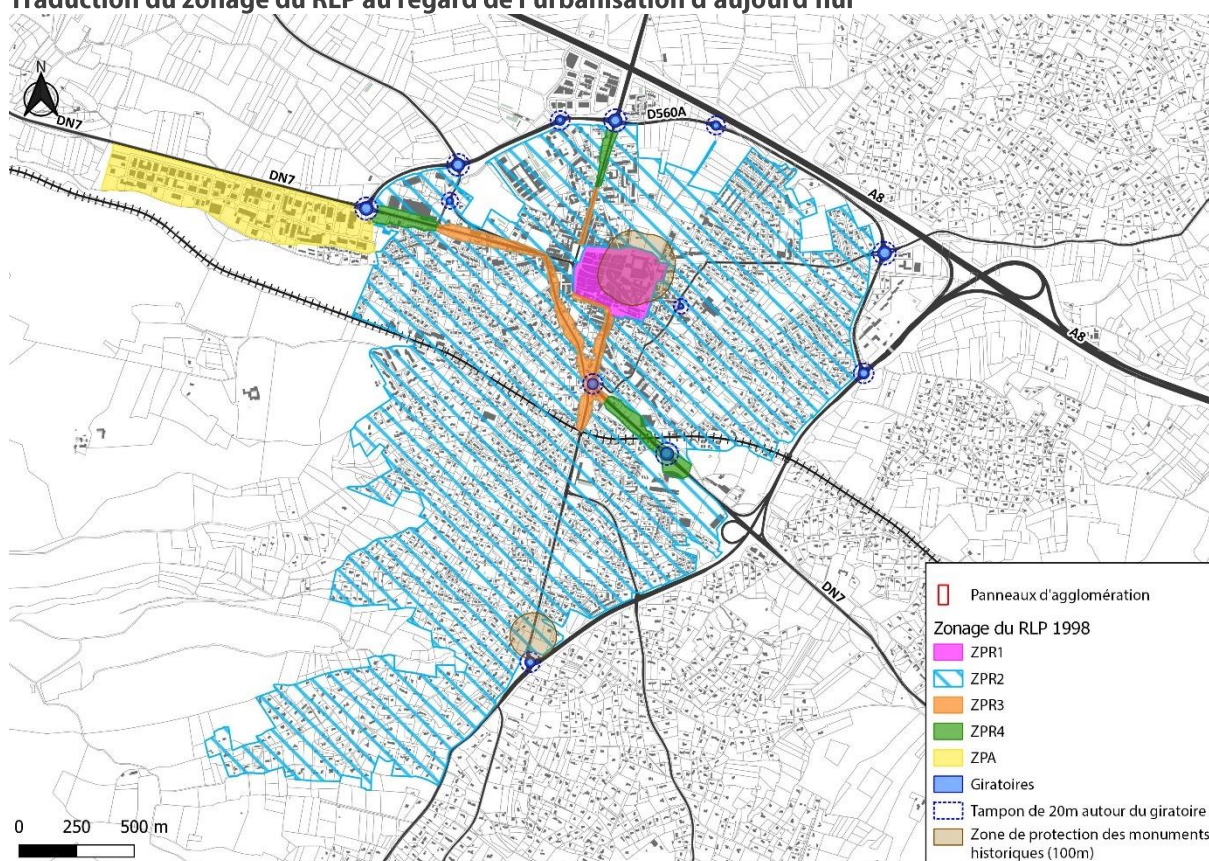 Traduction du zonage du RLP au regard de l'urbanisation d'aujourd'hui
N
DN7
D560A
DN7
A8
A8
DN7
0 250 500 m
Panneaux d'agglomération
Zonage du RLP 1998
ZPR1
ZPR2
ZPR3
ZPR4
ZPA
Giratoires
Tampon de 20m autour du giratoire
Zone de protection des monuments
historiques (100m)